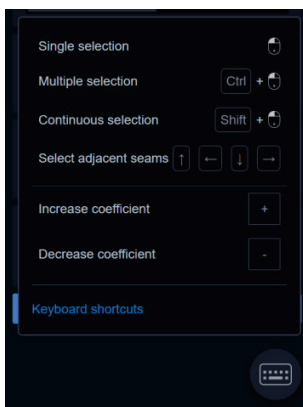 Single selection
Multiple selection Ctrl +
Continuous selection Shift +
Select adjacent seams ↑ ← ↓ →
Increase coefficient +
Decrease coefficient -
Keyboard shortcuts